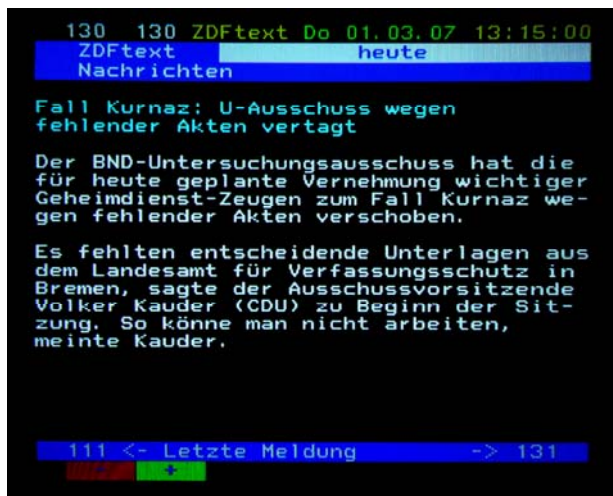 130 130 ZDFtext Do 01.03.07 13:15:00
ZDFtext heute
Nachrichten
Fall Kurnaz: U-Ausschuss wegen
fehlender Akten vertagt
Der BND-Untersuchungsausschuss hat die
für heute geplante Vernehmung wichtiger
Geheimdienst-Zeugen zum Fall Kurnaz we-
gen fehlender Akten verschoben.
Es fehlten entscheidende Unterlagen aus
dem Landesamt für Verfassungsschutz in
Bremen, sagte der Ausschussvorsitzende
Volker Kauder (CDU) zu Beginn der Sit-
zung. So könne man nicht arbeiten,
meinte Kauder.
111 <- Letzte Meldung -> 131
- +